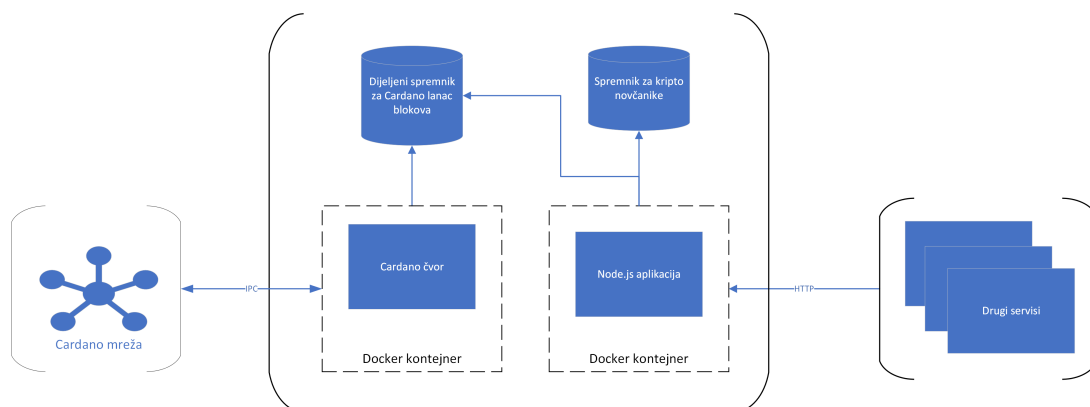 Dijeljeni spremnik
za Cardano lanac
blokova
Spremnik za kripto
novčanike
Cardano čvor
Node.js aplikacija
IPC
HTTP
Drugi servisi
Cardano mreža
Docker kontejner
Docker kontejner